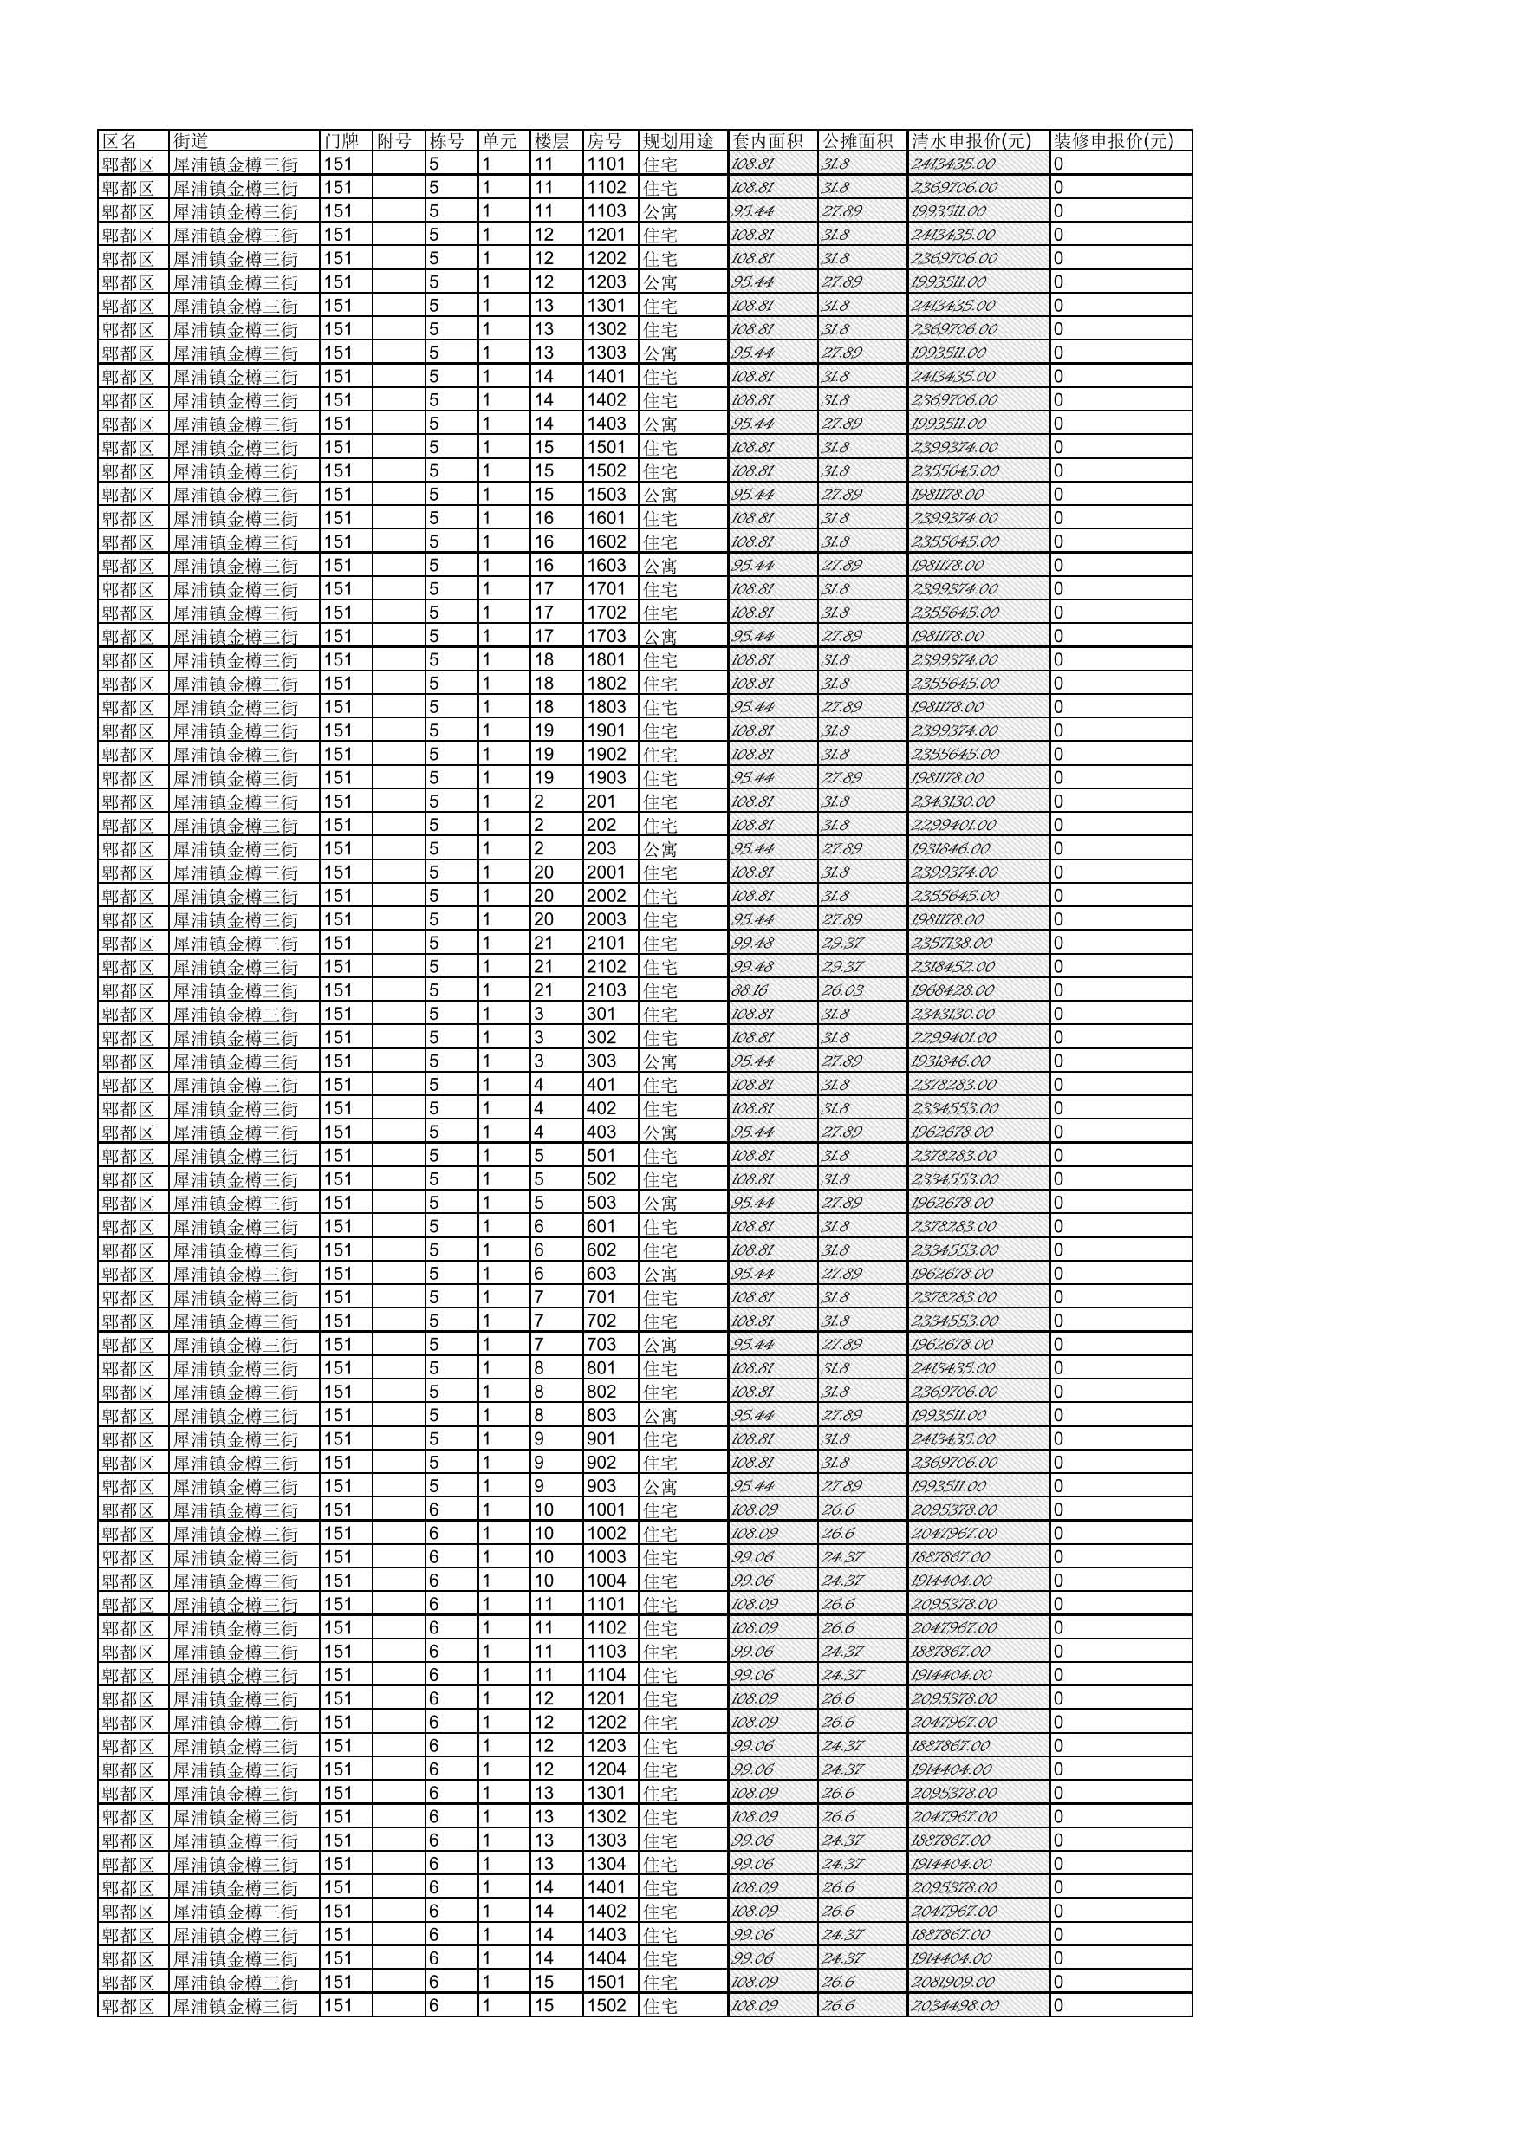 区名 街道 门牌 附号 栋号 单元 楼层 房号 规划用途 套内面积 公摊面积 清水申报价(元) 装修申报价(元)
郫都区 犀浦镇金樽三街 151 5 1 11 1101 住宅 108.81 31.8 2413435.00 0
郫都区 犀浦镇金樽三街 151 5 1 11 1102 住宅 108.81 31.8 2369706.00 0
郫都区 犀浦镇金樽三街 151 5 1 11 1103 公寓 95.44 27.89 1993511.00 0
郫都区 犀浦镇金樽三街 151 5 1 12 1201 住宅 108.81 31.8 2413435.00 0
郫都区 犀浦镇金樽三街 151 5 1 12 1202 住宅 108.81 31.8 2369706.00 0
郫都区 犀浦镇金樽三街 151 5 1 12 1203 公寓 95.44 27.89 1993511.00 0
郫都区 犀浦镇金樽三街 151 5 1 13 1301 住宅 108.81 31.8 2413435.00 0
郫都区 犀浦镇金樽三街 151 5 1 13 1302 住宅 108.81 31.8 2369706.00 0
郫都区 犀浦镇金樽三街 151 5 1 13 1303 公寓 95.44 27.89 1993511.00 0
郫都区 犀浦镇金樽三街 151 5 1 14 1401 住宅 108.81 31.8 2413435.00 0
郫都区 犀浦镇金樽三街 151 5 1 14 1402 住宅 108.81 31.8 2369706.00 0
郫都区 犀浦镇金樽三街 151 5 1 14 1403 公寓 95.44 27.89 1993511.00 0
郫都区 犀浦镇金樽三街 151 5 1 15 1501 住宅 108.81 31.8 2399374.00 0
郫都区 犀浦镇金樽三街 151 5 1 15 1502 住宅 108.81 31.8 2355645.00 0
郫都区 犀浦镇金樽三街 151 5 1 15 1503 公寓 95.44 27.89 1981178.00 0
郫都区 犀浦镇金樽三街 151 5 1 16 1601 住宅 108.81 31.8 2399374.00 0
郫都区 犀浦镇金樽三街 151 5 1 16 1602 住宅 108.81 31.8 2355645.00 0
郫都区 犀浦镇金樽三街 151 5 1 16 1603 公寓 95.44 27.89 1981178.00 0
郫都区 犀浦镇金樽三街 151 5 1 17 1701 住宅 108.81 31.8 2399374.00 0
郫都区 犀浦镇金樽三街 151 5 1 17 1702 住宅 108.81 31.8 2355645.00 0
郫都区 犀浦镇金樽三街 151 5 1 17 1703 公寓 95.44 27.89 1981178.00 0
郫都区 犀浦镇金樽三街 151 5 1 18 1801 住宅 108.81 31.8 2399374.00 0
郫都区 犀浦镇金樽三街 151 5 1 18 1802 住宅 108.81 31.8 2355645.00 0
郫都区 犀浦镇金樽三街 151 5 1 18 1803 住宅 95.44 27.89 1981178.00 0
郫都区 犀浦镇金樽三街 151 5 1 19 1901 住宅 108.81 31.8 2399374.00 0
郫都区 犀浦镇金樽三街 151 5 1 19 1902 住宅 108.81 31.8 2355645.00 0
郫都区 犀浦镇金樽三街 151 5 1 19 1903 住宅 95.44 27.89 1981178.00 0
郫都区 犀浦镇金樽三街 151 5 1 2 201 住宅 108.81 31.8 2343130.00 0
郫都区 犀浦镇金樽三街 151 5 1 2 202 住宅 108.81 31.8 2299401.00 0
郫都区 犀浦镇金樽三街 151 5 1 2 203 公寓 95.44 27.89 1931846.00 0
郫都区 犀浦镇金樽三街 151 5 1 20 2001 住宅 108.81 31.8 2399374.00 0
郫都区 犀浦镇金樽三街 151 5 1 20 2002 住宅 108.81 31.8 2355645.00 0
郫都区 犀浦镇金樽三街 151 5 1 20 2003 住宅 95.44 27.89 1981178.00 0
郫都区 犀浦镇金樽三街 151 5 1 21 2101 住宅 99.48 29.37 2357738.00 0
郫都区 犀浦镇金樽三街 151 5 1 21 2102 住宅 99.48 29.37 2318452.00 0
郫都区 犀浦镇金樽三街 151 5 1 21 2103 住宅 88.16 26.03 1968428.00 0
郫都区 犀浦镇金樽三街 151 5 1 3 301 住宅 108.81 31.8 2343130.00 0
郫都区 犀浦镇金樽三街 151 5 1 3 302 住宅 108.81 31.8 2299401.00 0
郫都区 犀浦镇金樽三街 151 5 1 3 303 公寓 95.44 27.89 1931846.00 0
郫都区 犀浦镇金樽三街 151 5 1 4 401 住宅 108.81 31.8 2378283.00 0
郫都区 犀浦镇金樽三街 151 5 1 4 402 住宅 108.81 31.8 2334553.00 0
郫都区 犀浦镇金樽三街 151 5 1 4 403 公寓 95.44 27.89 1962678.00 0
郫都区 犀浦镇金樽三街 151 5 1 5 501 住宅 108.81 31.8 2378283.00 0
郫都区 犀浦镇金樽三街 151 5 1 5 502 住宅 108.81 31.8 2334553.00 0
郫都区 犀浦镇金樽三街 151 5 1 5 503 公寓 95.44 27.89 1962678.00 0
郫都区 犀浦镇金樽三街 151 5 1 6 601 住宅 108.81 31.8 2378283.00 0
郫都区 犀浦镇金樽三街 151 5 1 6 602 住宅 108.81 31.8 2334553.00 0
郫都区 犀浦镇金樽三街 151 5 1 6 603 公寓 95.44 27.89 1962678.00 0
郫都区 犀浦镇金樽三街 151 5 1 7 701 住宅 108.81 31.8 2378283.00 0
郫都区 犀浦镇金樽三街 151 5 1 7 702 住宅 108.81 31.8 2334553.00 0
郫都区 犀浦镇金樽三街 151 5 1 7 703 公寓 95.44 27.89 1962678.00 0
郫都区 犀浦镇金樽三街 151 5 1 8 801 住宅 108.81 31.8 2413435.00 0
郫都区 犀浦镇金樽三街 151 5 1 8 802 住宅 108.81 31.8 2369706.00 0
郫都区 犀浦镇金樽三街 151 5 1 8 803 公寓 95.44 27.89 1993511.00 0
郫都区 犀浦镇金樽三街 151 5 1 9 901 住宅 108.81 31.8 2413435.00 0
郫都区 犀浦镇金樽三街 151 5 1 9 902 住宅 108.81 31.8 2369706.00 0
郫都区 犀浦镇金樽三街 151 5 1 9 903 公寓 95.44 27.89 1993511.00 0
郫都区 犀浦镇金樽三街 151 6 1 10 1001 住宅 108.09 26.6 2095378.00 0
郫都区 犀浦镇金樽三街 151 6 1 10 1002 住宅 108.09 26.6 2047967.00 0
郫都区 犀浦镇金樽三街 151 6 1 10 1003 住宅 99.06 24.37 1887867.00 0
郫都区 犀浦镇金樽三街 151 6 1 10 1004 住宅 99.06 24.37 1914404.00 0
郫都区 犀浦镇金樽三街 151 6 1 11 1101 住宅 108.09 26.6 2095378.00 0
郫都区 犀浦镇金樽三街 151 6 1 11 1102 住宅 108.09 26.6 2047967.00 0
郫都区 犀浦镇金樽三街 151 6 1 11 1103 住宅 99.06 24.37 1887867.00 0
郫都区 犀浦镇金樽三街 151 6 1 11 1104 住宅 99.06 24.37 1914404.00 0
郫都区 犀浦镇金樽三街 151 6 1 12 1201 住宅 108.09 26.6 2095378.00 0
郫都区 犀浦镇金樽三街 151 6 1 12 1202 住宅 108.09 26.6 2047967.00 0
郫都区 犀浦镇金樽三街 151 6 1 12 1203 住宅 99.06 24.37 1887867.00 0
郫都区 犀浦镇金樽三街 151 6 1 12 1204 住宅 99.06 24.37 1914404.00 0
郫都区 犀浦镇金樽三街 151 6 1 13 1301 住宅 108.09 26.6 2095378.00 0
郫都区 犀浦镇金樽三街 151 6 1 13 1302 住宅 108.09 26.6 2047967.00 0
郫都区 犀浦镇金樽三街 151 6 1 13 1303 住宅 99.06 24.37 1887867.00 0
郫都区 犀浦镇金樽三街 151 6 1 13 1304 住宅 99.06 24.37 1914404.00 0
郫都区 犀浦镇金樽三街 151 6 1 14 1401 住宅 108.09 26.6 2095378.00 0
郫都区 犀浦镇金樽三街 151 6 1 14 1402 住宅 108.09 26.6 2047967.00 0
郫都区 犀浦镇金樽三街 151 6 1 14 1403 住宅 99.06 24.37 1887867.00 0
郫都区 犀浦镇金樽三街 151 6 1 14 1404 住宅 99.06 24.37 1914404.00 0
郫都区 犀浦镇金樽三街 151 6 1 15 1501 住宅 108.09 26.6 2081909.00 0
郫都区 犀浦镇金樽三街 151 6 1 15 1502 住宅 108.09 26.6 2034498.00 0